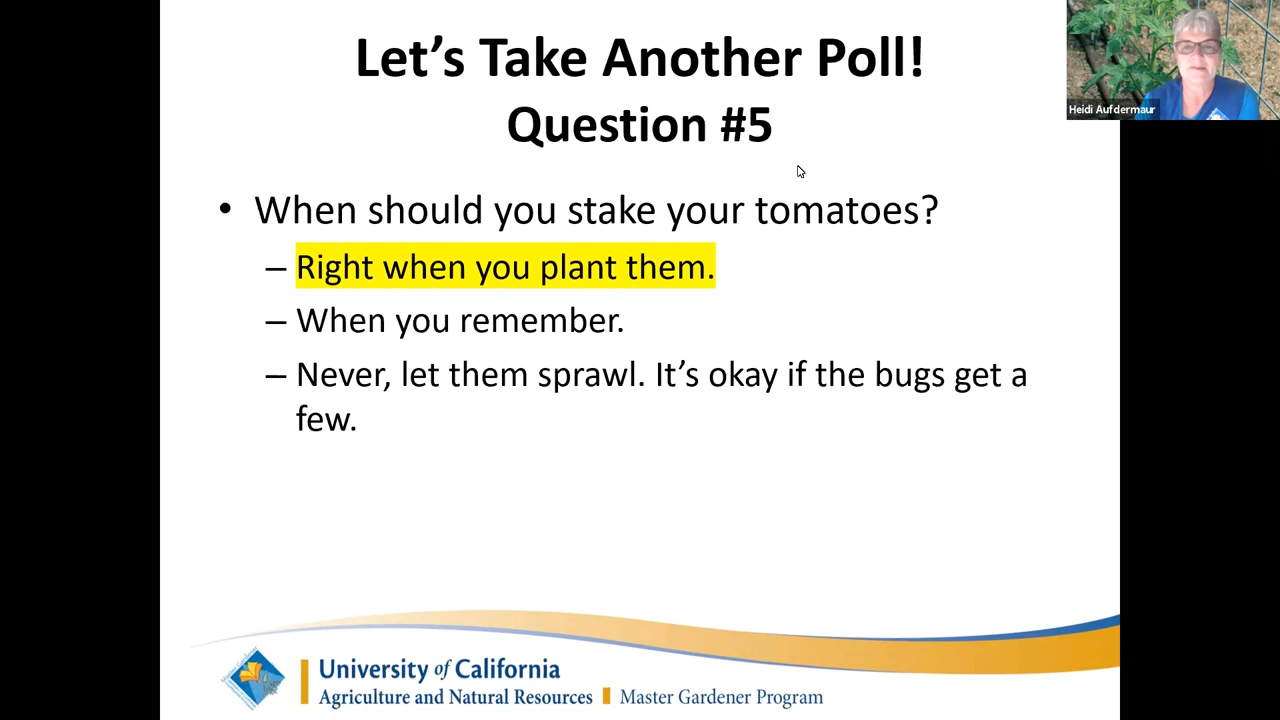 Let's Take Another Poll!
Question #5
Heidi Aufdermaur
• When should you stake your tomatoes?
– Right when you plant them.
– When you remember.
– Never, let them sprawl. It's okay if the bugs get a
few.
University of California
Agriculture and Natural Resources Master Gardener Program